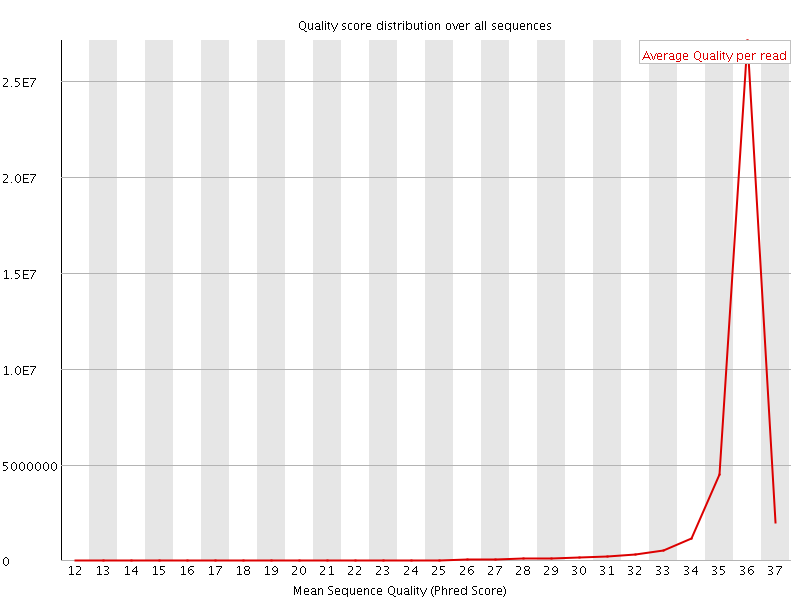 Quality score distribution over all sequences
Average Quality per read
2.5E7
2.0E7
1.5E7
1.0E7
5000000
0
12 13 14 15 16 17 18 19 20 21 22 23 24 25 26 27 28 29 30 31 32 33 34 35 36 37
Mean Sequence Quality (Phred Score)